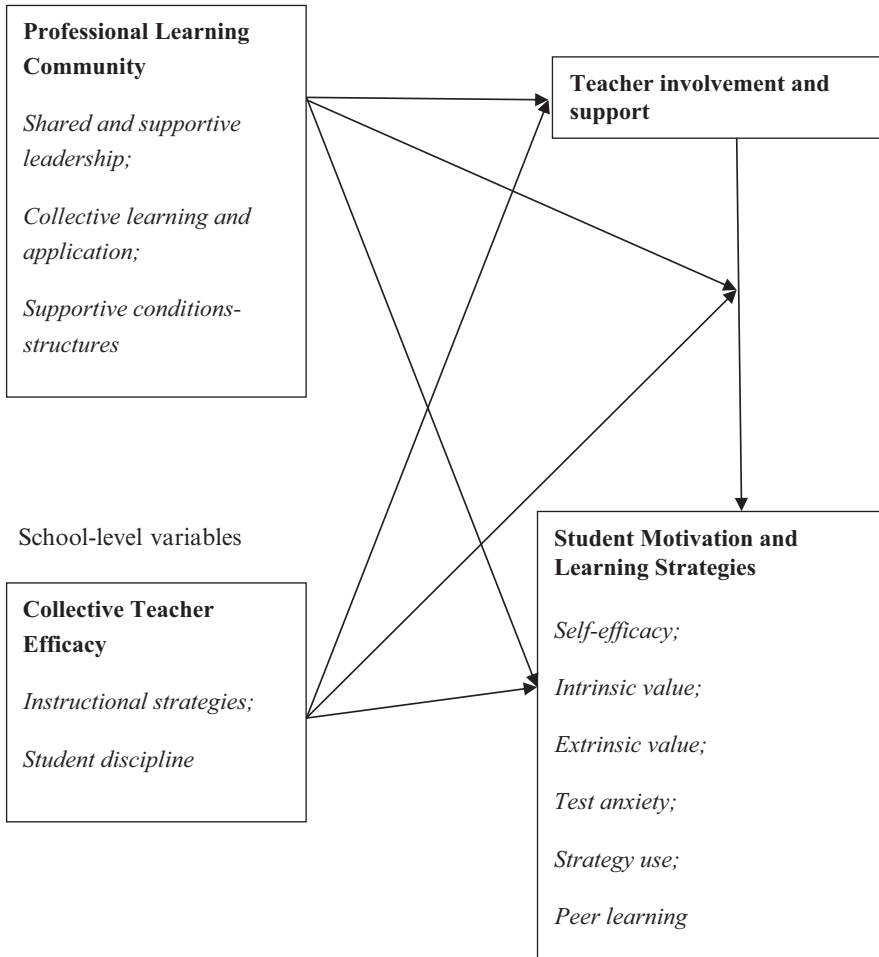 Professional Learning
Community
Shared and supportive
leadership;
Collective learning and
application;
Supportive conditions-
structures
Teacher involvement and
support
School-level variables
Collective Teacher
Efficacy
Instructional strategies;
Student discipline
Student Motivation and
Learning Strategies
Self-efficacy;
Intrinsic value;
Extrinsic value;
Test anxiety;
Strategy use;
Peer learning